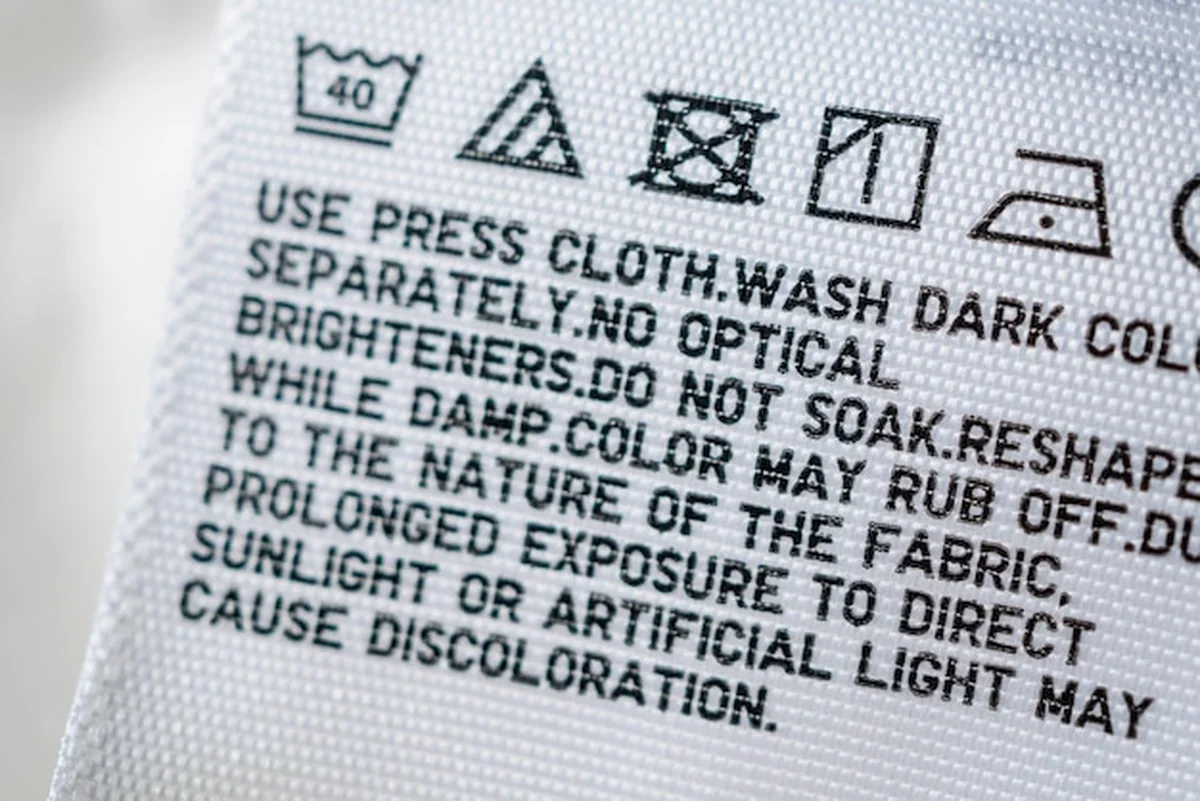 40
USE PRESS CLOTH.WASH DARK
SEPARATELY.NO OPTICAL
BRIGHTENERS.DO NOT SOAK.RESHAPE
WHILE DAMP.COLOR MAY RUB OFF.
TO THE NATURE OF THE FABRIC,
PROLONGED EXPOSURE TO DIRECT
SUNLIGHT OR ARTIFICIAL LIGHT MAY
CAUSE DISCOLORATION.